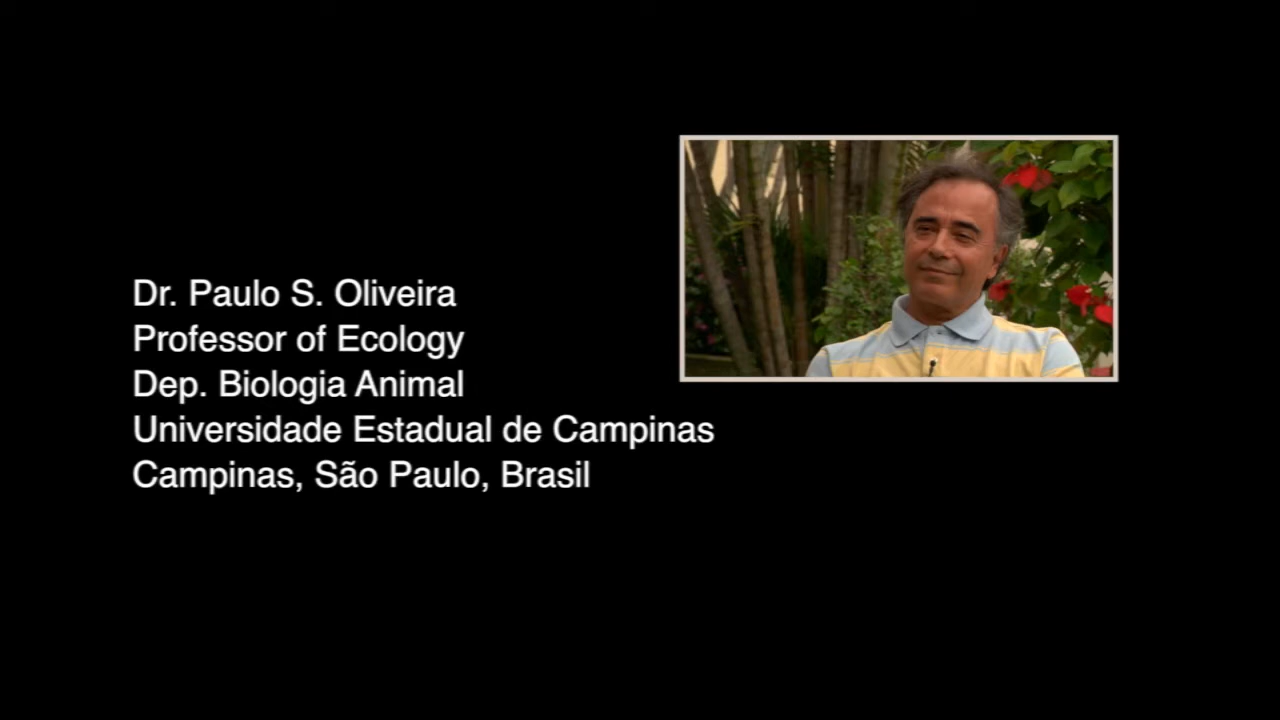 Dr. Paulo S. Oliveira
Professor of Ecology
Dep. Biologia Animal
Universidade Estadual de Campinas
Campinas, São Paulo, Brasil